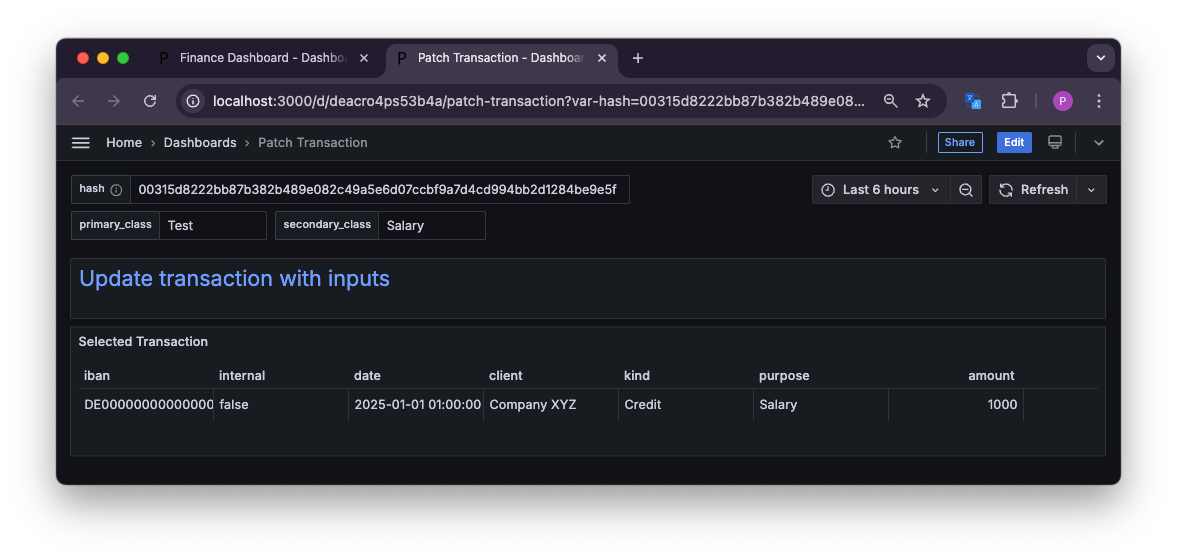 Finance Dashboard - Dashbo
Patch Transaction - Dashboar
localhost:3000/d/deacro4ps53b4a/patch-transaction?var-hash=00315d8222bb87b382b489e08...
P
Home › Dashboards › Patch Transaction
Share
Edit
hash 00315d8222bb87b382b489e082c49a5e6d07ccbf9a7d4cd994bb2d1284be9e5f
Last 6 hours
Refresh
primary_class Test
secondary_class Salary
Update transaction with inputs
Selected Transaction
iban internal date client kind purpose amount
DE00000000000000 false 2025-01-01 01:00:00 Company XYZ Credit Salary 1000